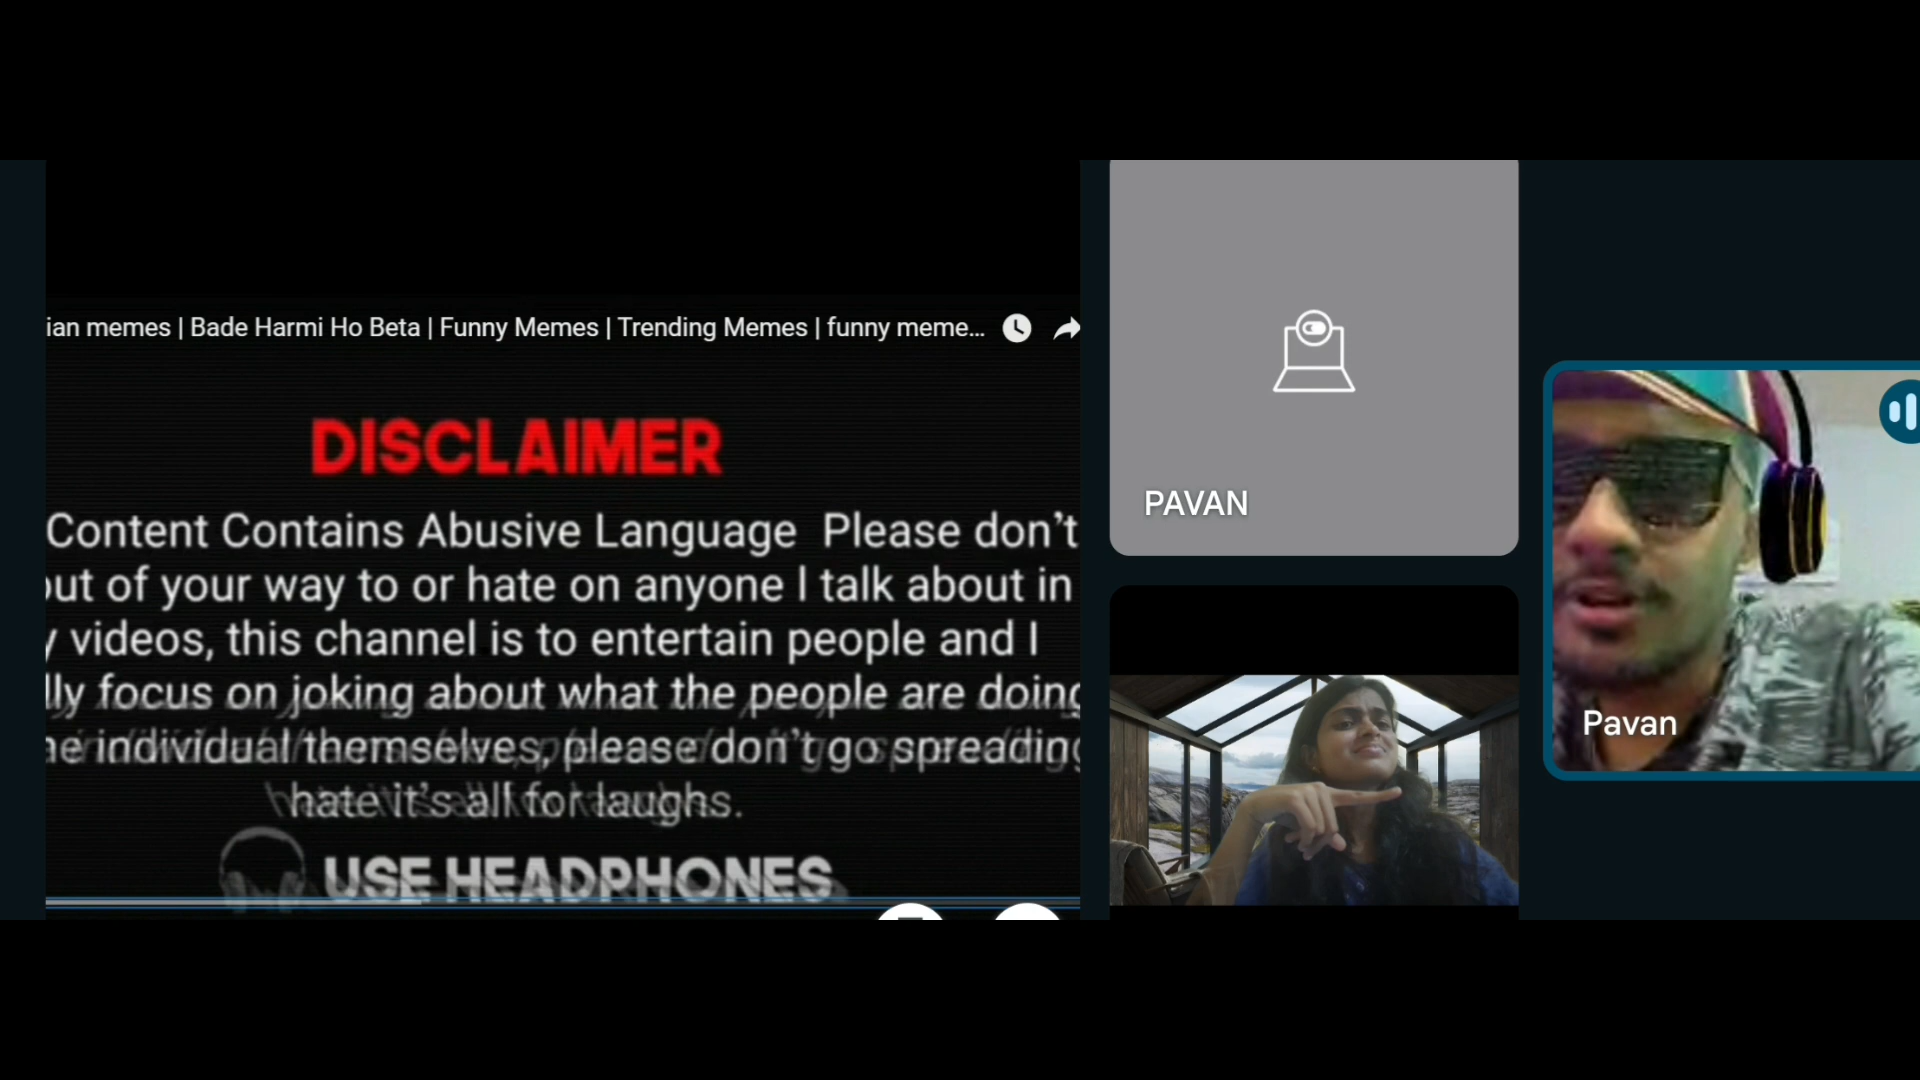 ian memes | Bade Harmi Ho Beta | Funny Memes | Trending Memes | funny meme...
DISCLAIMER
Content Contains Abusive Language Please don't
out of your way to or hate on anyone I talk about in
videos, this channel is to entertain people and I
lly focus on joking about what the people are doing
he individual themselves, please don't go spreading
hate it's all for laughs.
USE HEADPHONES
PAVAN
Pavan